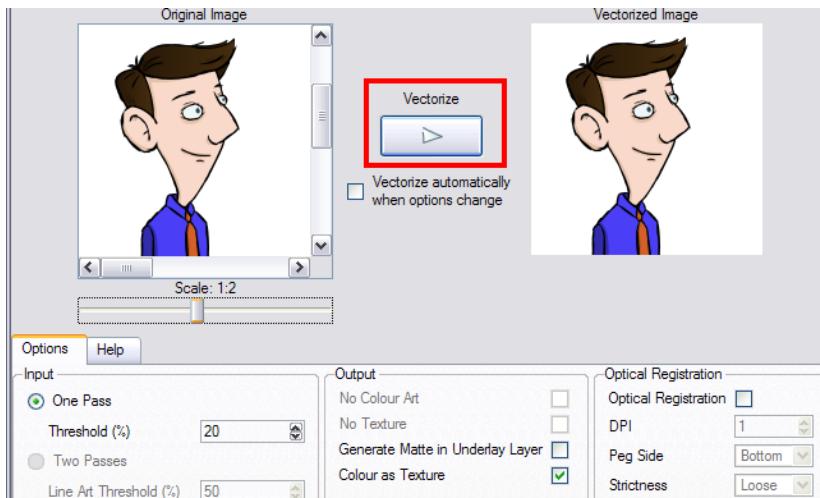 Original Image
Vectorized Image
Vectorize
Vectorize automatically
when options change
Scale: 1:2
Options
Help
Input
One Pass
Threshold (%) 20
Two Passes
Line Art Threshold (%) 50
Output
No Colour Art
No Texture
Generate Matte in Underlay Layer
Colour as Texture
Optical Registration
Optical Registration
DPI 1
Peg Side Bottom
Strictness Loose